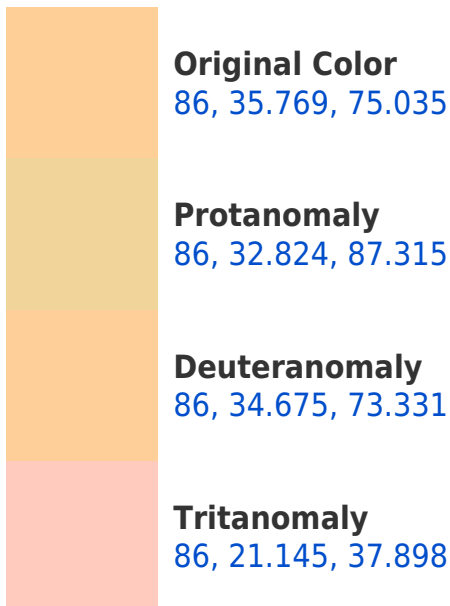 Original Color
86, 35.769, 75.035
Protanomaly
86, 32.824, 87.315
Deuteranomaly
86, 34.675, 73.331
Tritanomaly
86, 21.145, 37.898